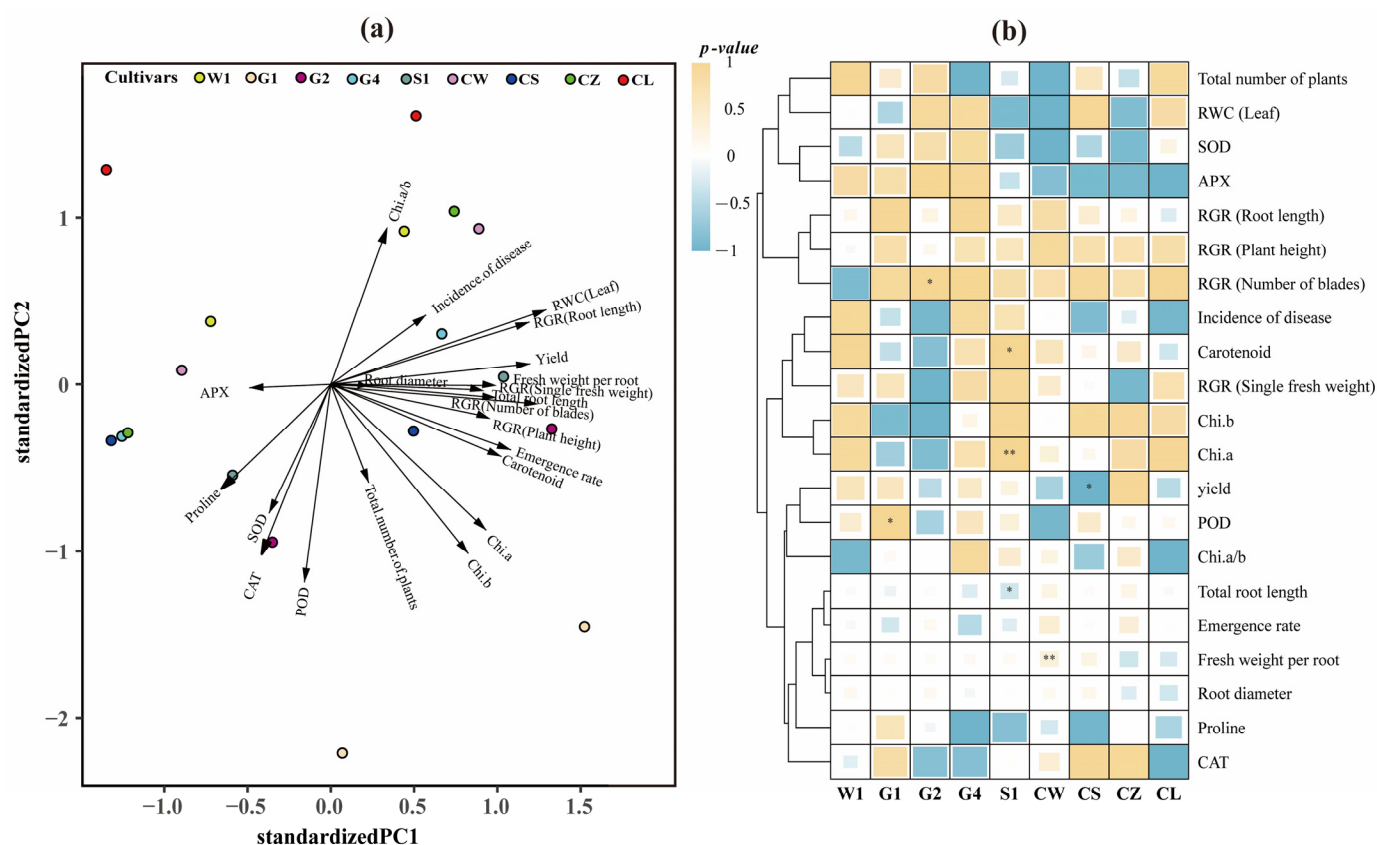 (a)
(b)
Cultivars W1 G1 G2 G4 S1 CW CS CZ CL
Chi.a/b
Incidence.of.disease
RWC(Leaf)
RGR(Root length)
Yield
Root diameter
Fresh weight per root
RGR(Single fresh weight)
Total root length
RGR(Number of blades)
RGR(Plant height)
Emergence rate
Carotenoid
APX
Proline
SOD
CAT
POD
Total.number.of.plants
Chi.a
Chi.b
1
0
−1
−2
standardizedPC2
−1.0 −0.5 0.0 0.5 1.0 1.5
standardizedPC1
p-value
1
0.5
0
−0.5
−1
Total number of plants
RWC (Leaf)
SOD
APX
RGR (Root length)
RGR (Plant height)
RGR (Number of blades)
*
Incidence of disease
Carotenoid
*
RGR (Single fresh weight)
Chi.b
Chi.a
**
yield
*
POD
*
Chi.a/b
Total root length
*
Emergence rate
Fresh weight per root
**
Root diameter
Proline
CAT
W1 G1 G2 G4 S1 CW CS CZ CL